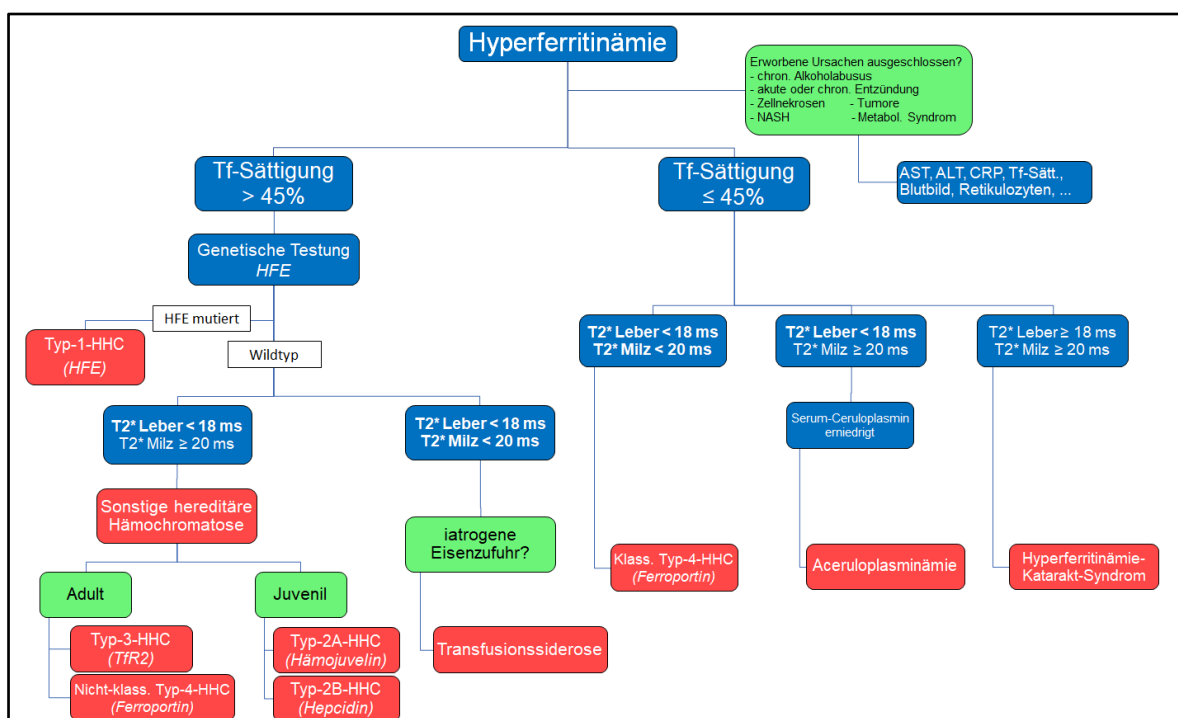 Hyperferritinämie
Erworbene Ursachen ausgeschlossen?
- chron. Alkoholabusus
- akute oder chron. Entzündung
- Zellnekrosen - Tumore
- NASH - Metabol. Syndrom
AST, ALT, CRP, Tf-Sätt.,
Blutbild, Retikulozyten, ...
Tf-Sättigung
> 45%
Tf-Sättigung
≤ 45%
Genetische Testung
HFE
HFE mutiert
Typ-1-HHC
(HFE)
Wildtyp
T2* Leber < 18 ms
T2* Milz < 20 ms
T2* Leber < 18 ms
T2* Milz ≥ 20 ms
T2* Leber ≥ 18 ms
T2* Milz ≥ 20 ms
T2* Leber < 18 ms
T2* Milz ≥ 20 ms
T2* Leber < 18 ms
T2* Milz < 20 ms
Serum-Ceruloplasmin
erniedrigt
Sonstige hereditäre
Hämochromatose
iatrogene
Eisenzufuhr?
Klass. Typ-4-HHC
(Ferroportin)
Aceruloplasminämie
Hyperferritinämie-
Katarakt-Syndrom
Adult
Juvenil
Typ-3-HHC
(TfR2)
Typ-2A-HHC
(Hämojuvelin)
Transfusionssiderose
Nicht-klass. Typ-4-HHC
(Ferroportin)
Typ-2B-HHC
(Hepcidin)